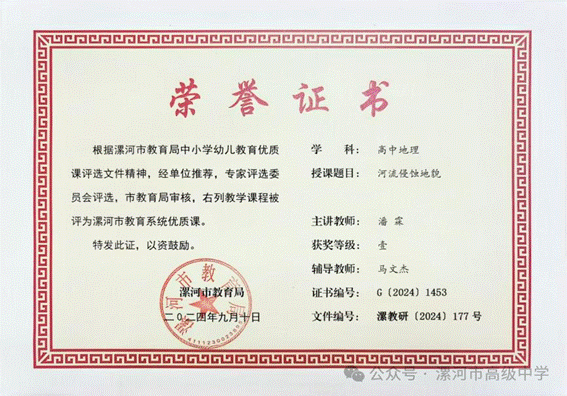 荣誉证书
根据漯河市教育局中小学幼儿教育优质
课评选文件精神，经单位推荐，专家评选委
员会评选，市教育局审核，右列教学课程被
评为漯河市教育系统优质课。
特发此证，以资鼓励。
漯河市教育局
二〇二四年九月十日
漯河市教育局
学 科：高中地理
授课题目：河流侵蚀地貌
主讲教师：潘 霖
获奖等级：壹
辅导教师：马文杰
证书编号：G（2024）1453
文件编号：漯教研（2024）177号
公众号·漯河市高级中学